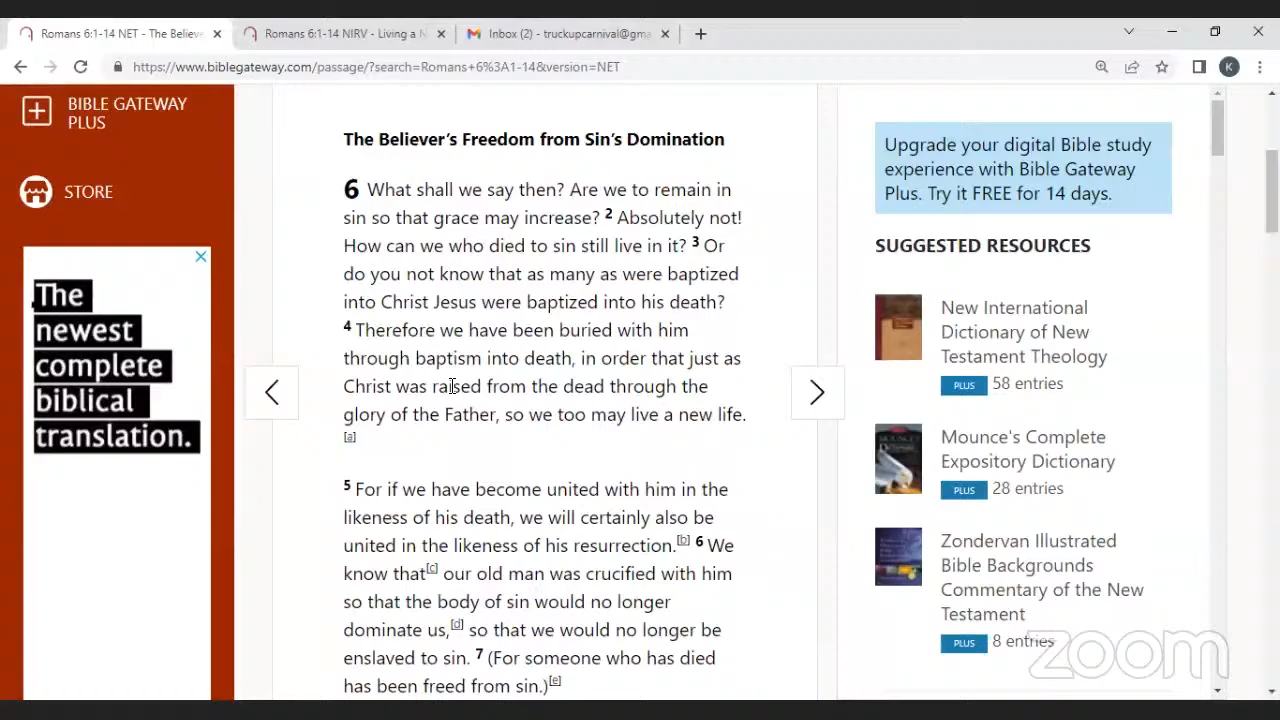 Romans 6:1-14 NET - The Believe
Romans 6:1-14 NIRV - Living a N
Inbox (2) - truckupcarnival@gma
https://www.biblegateway.com/passage/?search=Romans+6%3A1-14&version=NET
K
BIBLE GATEWAY
PLUS
STORE
The
newest
complete
biblical
translation.
The Believer's Freedom from Sin's Domination
6 What shall we say then? Are we to remain in
sin so that grace may increase? 2 Absolutely not!
How can we who died to sin still live in it? 3 Or
do you not know that as many as were baptized
into Christ Jesus were baptized into his death?
4 Therefore we have been buried with him
through baptism into death, in order that just as
Christ was raised from the dead through the
glory of the Father, so we too may live a new life.
[a]
5 For if we have become united with him in the
likeness of his death, we will certainly also be
united in the likeness of his resurrection.[b] 6 We
know that[c] our old man was crucified with him
so that the body of sin would no longer
dominate us,[d] so that we would no longer be
enslaved to sin. 7 (For someone who has died
has been freed from sin.)[e]
Upgrade your digital Bible study
experience with Bible Gateway
Plus. Try it FREE for 14 days.
SUGGESTED RESOURCES
New International
Dictionary of New
Testament Theology
PLUS 58 entries
Mounce's Complete
Expository Dictionary
PLUS 28 entries
Zondervan Illustrated
Bible Backgrounds
Commentary of the New
Testament
PLUS 8 entries
zoom